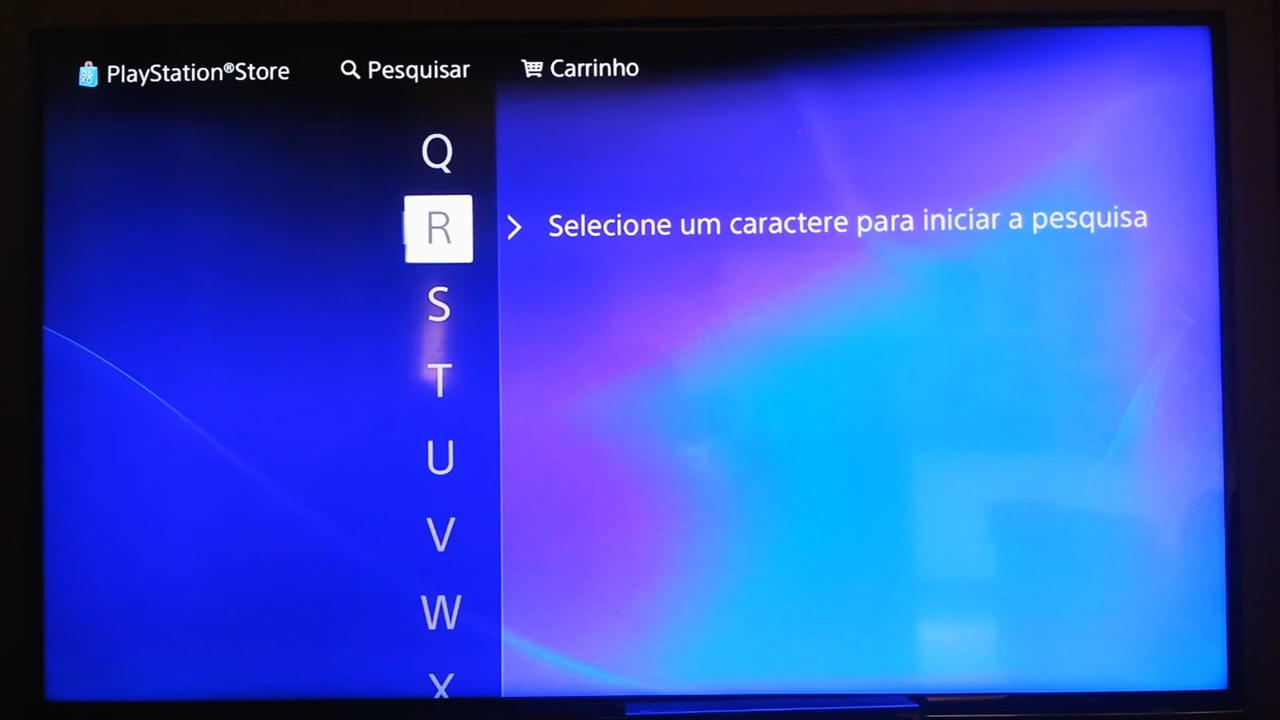 PlayStation®Store Pesquisar Carrinho
Q
R
Selecione um caractere para iniciar a pesquisa
S
T
U
V
W
X